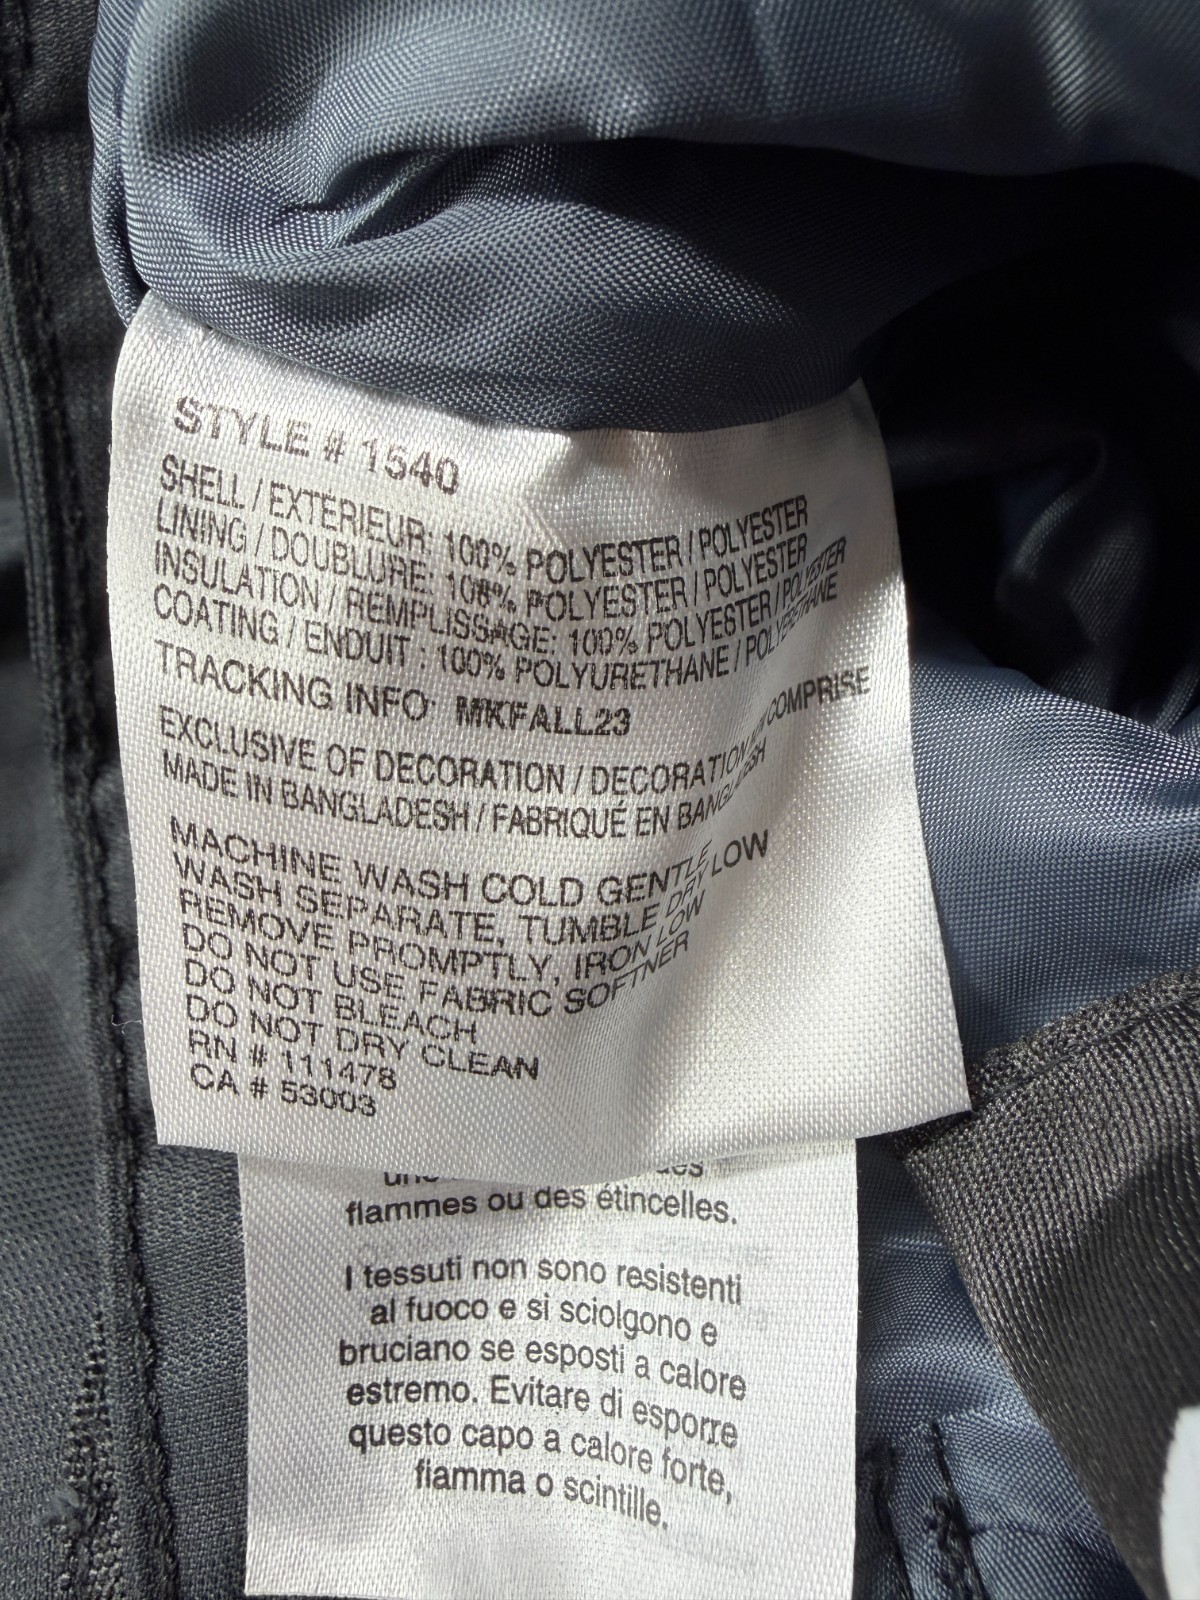 STYLE # 1540
SHELL / EXTÉRIEUR: 100% POLYESTER / POLYESTER
LINING / DOUBLURE: 100% POLYESTER / POLYESTER
INSULATION / REMPLISSAGE: 100% POLYESTER / POLYESTER
COATING / ENDUIT : 100% POLYURETHANE / POLYURETHANE
TRACKING INFO: MKFALL23
EXCLUSIVE OF DECORATION / DECORATION COMPRISE
MADE IN BANGLADESH / FABRIQUÉ EN BANGLADESH
MACHINE WASH COLD GENTLE
WASH SEPARATE, TUMBLE DRY LOW
REMOVE PROMPTLY, IRON LOW
DO NOT USE FABRIC SOFTNER
DO NOT BLEACH
DO NOT DRY CLEAN
RN # 111478
CA # 53003
flammes ou des étincelles.
I tessuti non sono resistenti
al fuoco e si sciolgono e
bruciano se esposti a calore
estremo. Evitare di esporre
questo capo a calore forte,
fiamma o scintille.